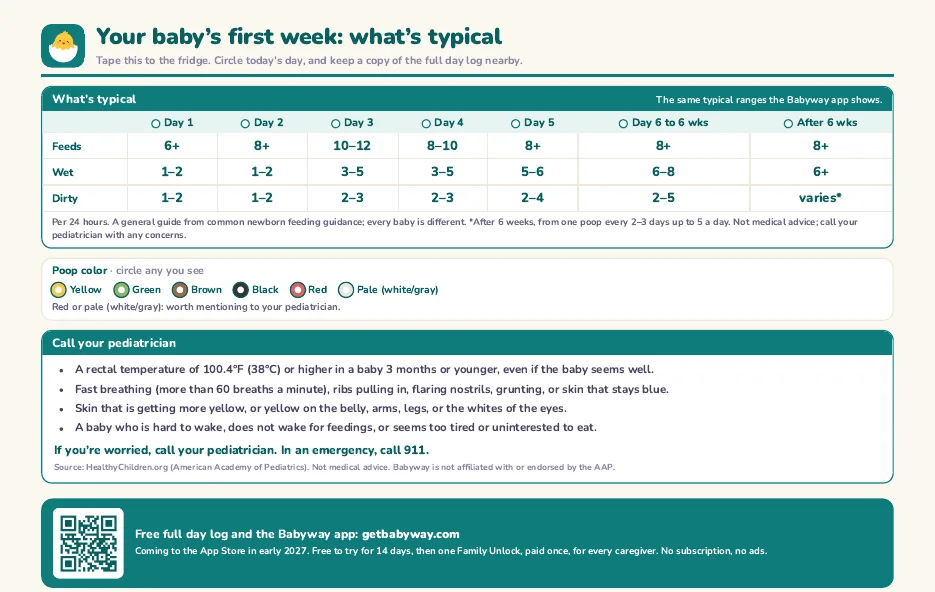 Your baby's first week: what's typical
Tape this to the fridge. Circle today's day, and keep a copy of the full day log nearby.
What's typical The same typical ranges the Babyway app shows.
Day 1 Day 2 Day 3 Day 4 Day 5 Day 6 to 6 wks After 6 wks
Feeds 6+ 8+ 10–12 8–10 8+ 8+ 8+
Wet 1–2 1–2 3–5 3–5 5–6 6–8 6+
Dirty 1–2 1–2 2–3 2–3 2–4 2–5 varies*
Per 24 hours. A general guide from common newborn feeding guidance; every baby is different. *After 6 weeks, from one poop every 2–3 days up to 5 a day. Not medical advice; call your
pediatrician with any concerns.
Poop color · circle any you see
Yellow Green Brown Black Red Pale (white/gray)
Red or pale (white/gray): worth mentioning to your pediatrician.
Call your pediatrician
• A rectal temperature of 100.4°F (38°C) or higher in a baby 3 months or younger, even if the baby seems well.
• Fast breathing (more than 60 breaths a minute), ribs pulling in, flaring nostrils, grunting, or skin that stays blue.
• Skin that is getting more yellow, or yellow on the belly, arms, legs, or the whites of the eyes.
• A baby who is hard to wake, does not wake for feedings, or seems too tired or uninterested to eat.
If you're worried, call your pediatrician. In an emergency, call 911.
Source: HealthyChildren.org (American Academy of Pediatrics). Not medical advice. Babyway is not affiliated with or endorsed by the AAP.
Free full day log and the Babyway app: getbabyway.com
Coming to the App Store in early 2027. Free to try for 14 days, then one Family Unlock, paid once, for every caregiver. No subscription, no ads.